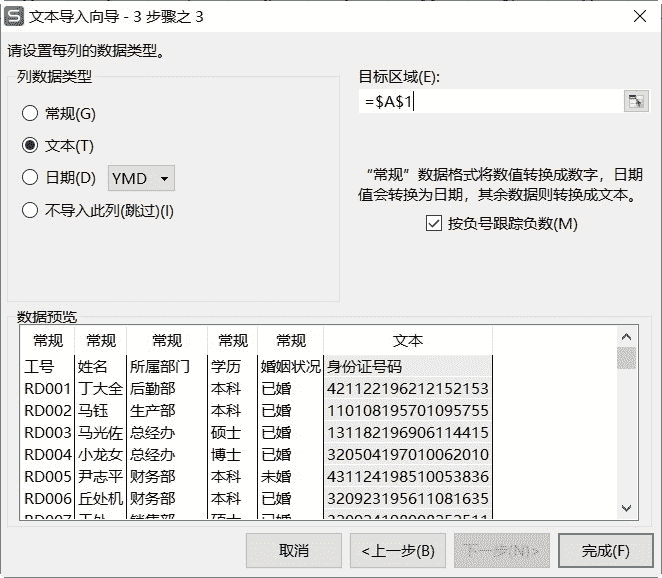 文本导入向导 - 3 步骤之 3
请设置每列的数据类型。
列数据类型
常规(G)
文本(T)
日期(D) YMD
不导入此列(跳过)(I)
目标区域(E):
=$A$1
“常规”数据格式将数值转换成数字，日期
值会转换为日期，其余数据则转换成文本。
按负号跟踪负数(M)
数据预览
常规 常规 常规 常规 常规 文本
工号 姓名 所属部门 学历 婚姻状况 身份证号码
RD001 丁大全 后勤部 本科 已婚 421122196212152153
RD002 马钰 生产部 本科 已婚 110108195701095755
RD003 马光佐 总经办 硕士 已婚 131182196906114415
RD004 小龙女 总经办 博士 已婚 320504197010062010
RD005 尹志平 财务部 本科 未婚 431124198510053836
RD006 丘处机 财务部 本科 已婚 320923195611081635
取消 <上一步(B) 下一步(N)> 完成(F)